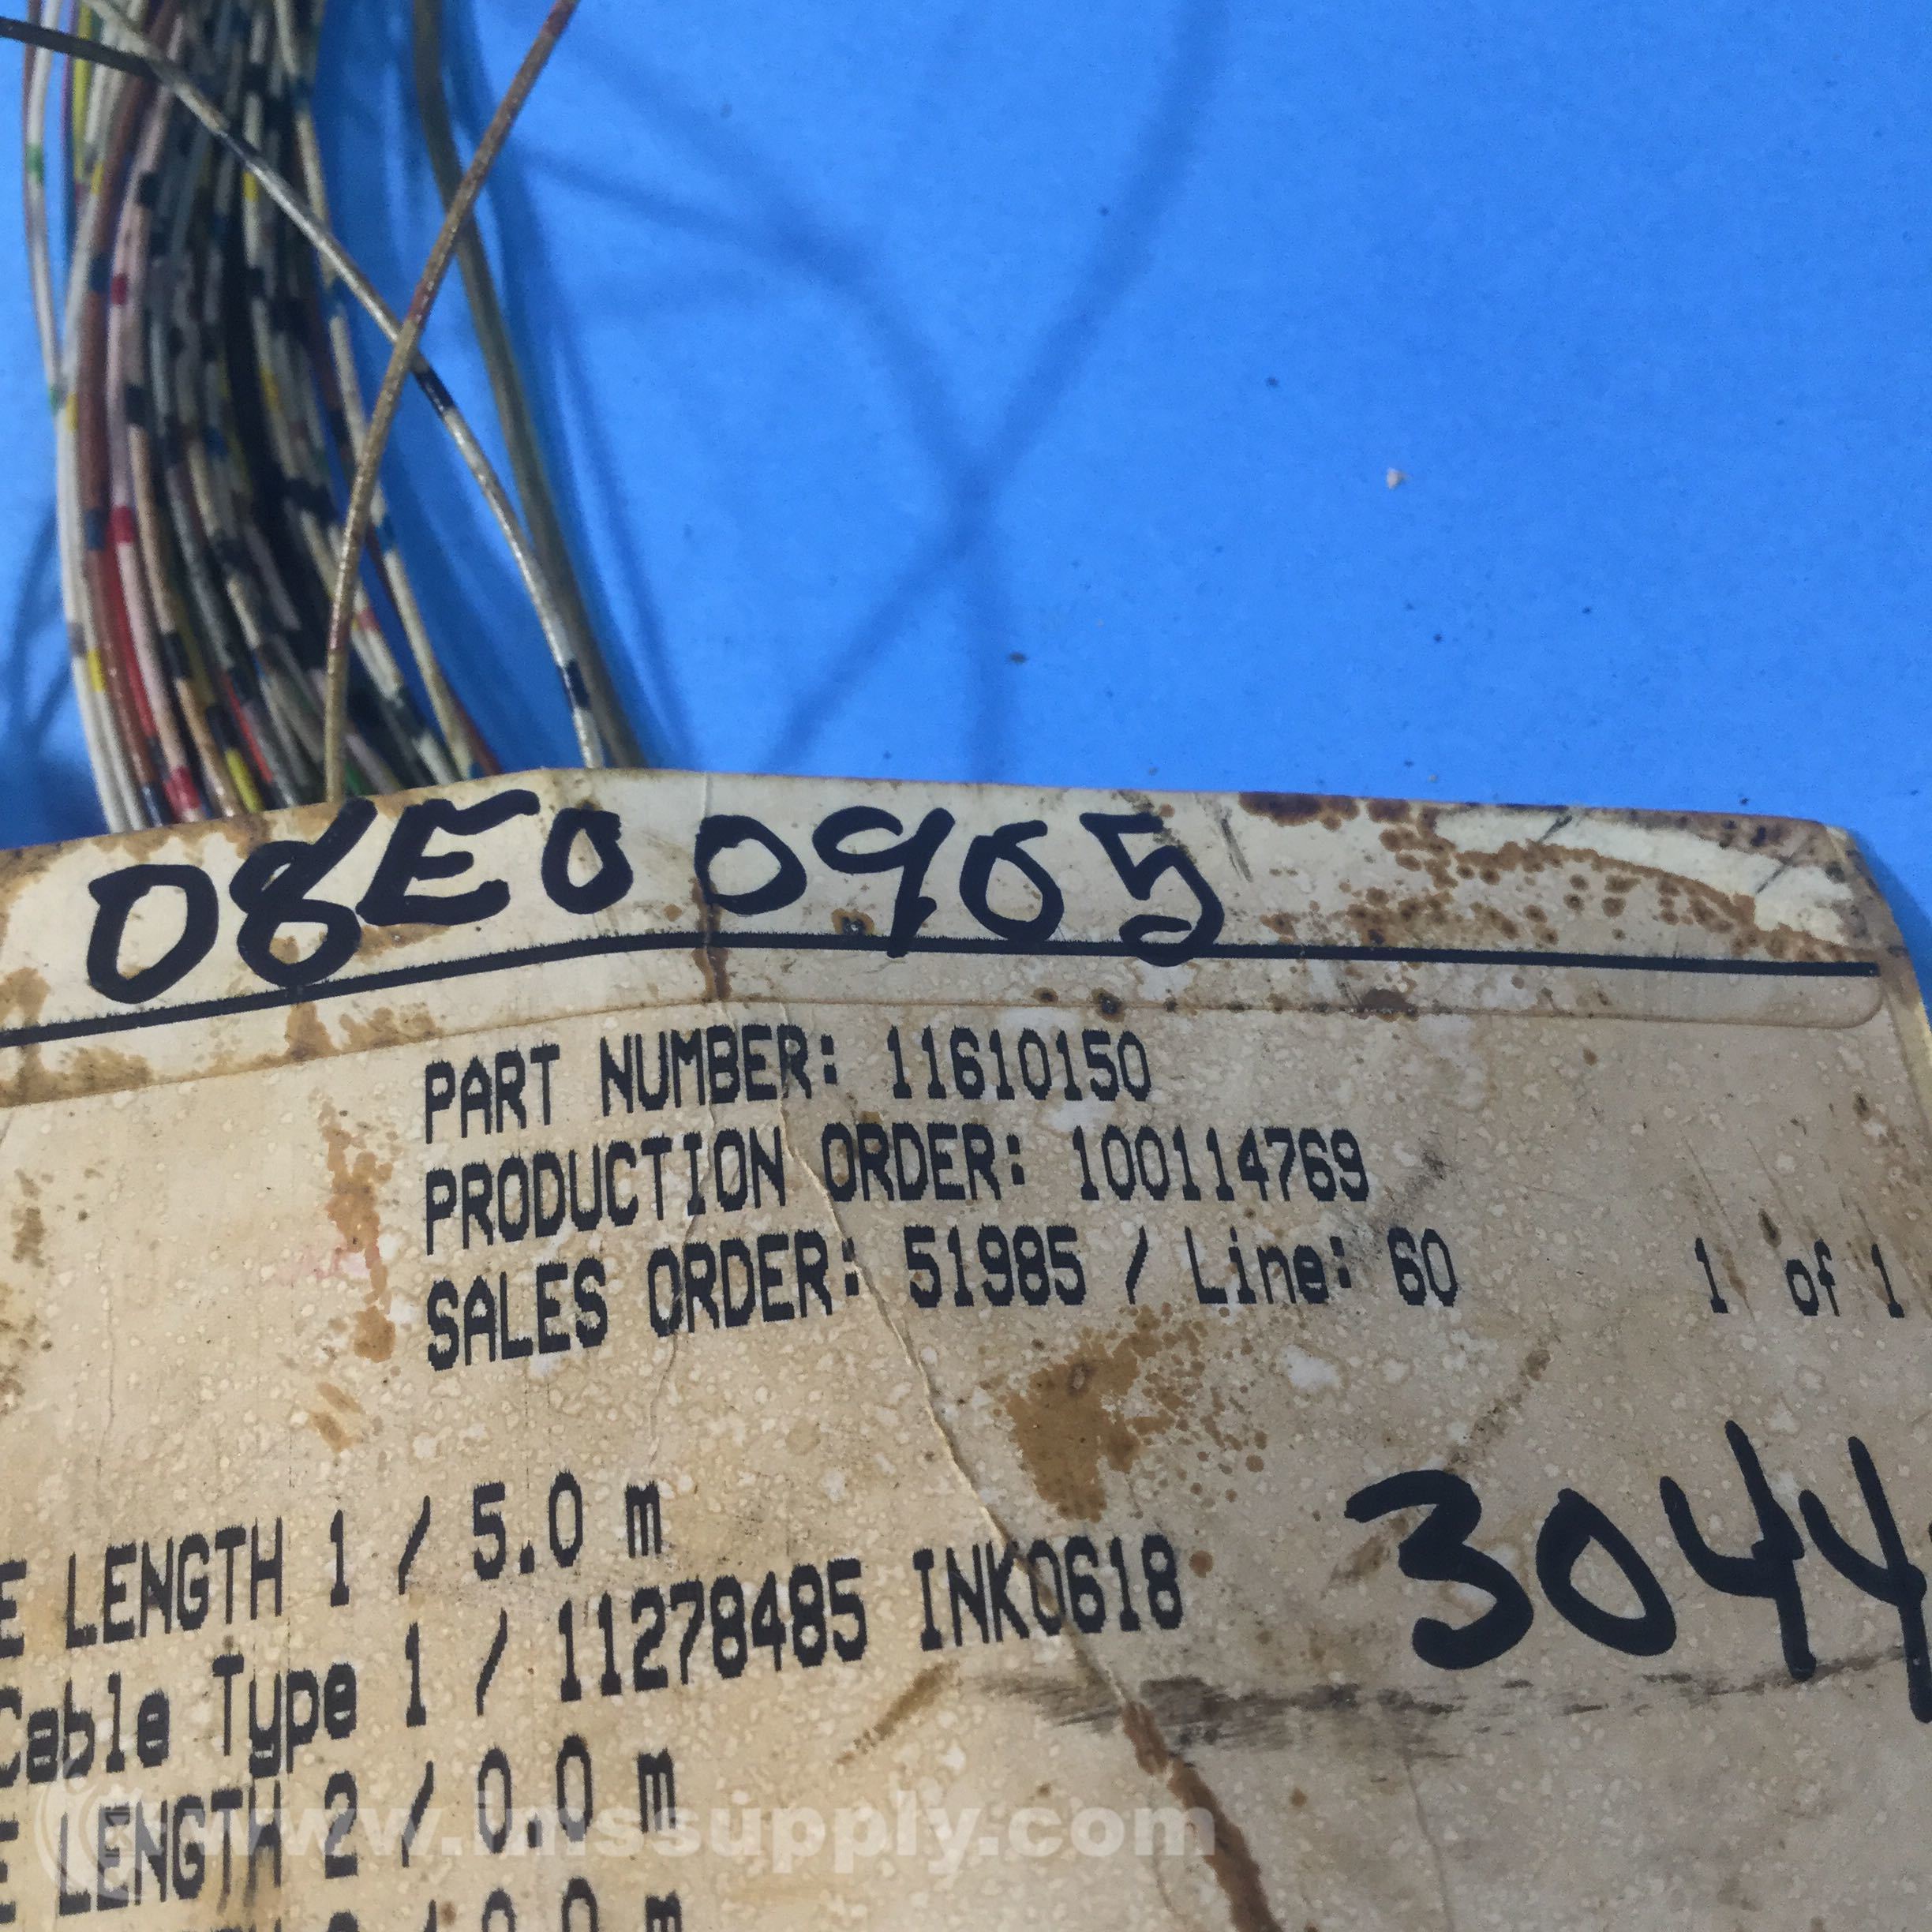 08E00905
PART NUMBER: 11610150
PRODUCTION ORDER: 100114769
SALES ORDER: 51985 / Line: 60 1 of 1
E LENGTH 1 / 5.0 m
3044
Cable Type 1 / 11278485 INK0618
E LENGTH 2 / 0.0 m
www.imssupply.com